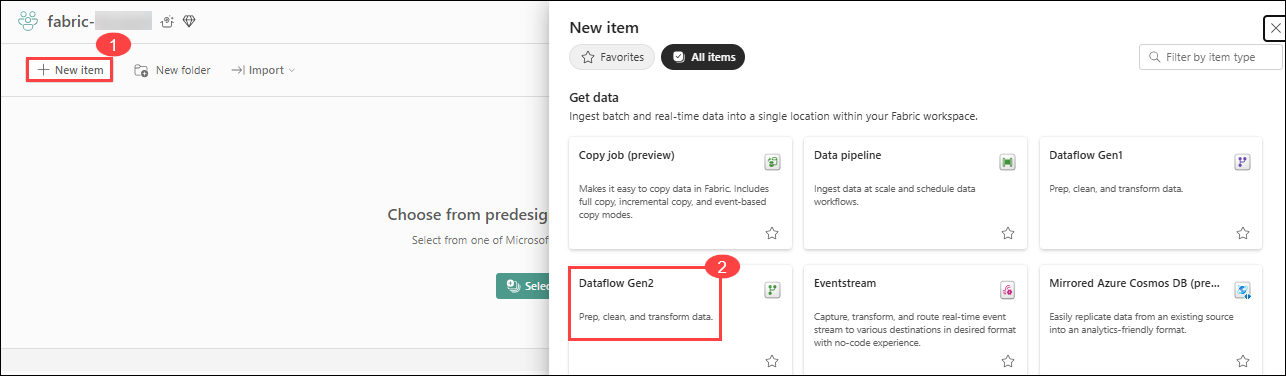 fabric-
1
New item
New folder
Import
Choose from predesig
Select from one of Microsof
Selec
New item
Favorites
All items
Filter by item type
Get data
Ingest batch and real-time data into a single location within your Fabric workspace.
Copy job (preview)
Makes it easy to copy data in Fabric. Includes
full copy, incremental copy, and event-based
copy modes.
Data pipeline
Ingest data at scale and schedule data
workflows.
Dataflow Gen1
Prep, clean, and transform data.
2
Dataflow Gen2
Prep, clean, and transform data.
Eventstream
Capture, transform, and route real-time event
stream to various destinations in desired format
with no-code experience.
Mirrored Azure Cosmos DB (pre...
Easily replicate data from an existing source
into an analytics-friendly format.